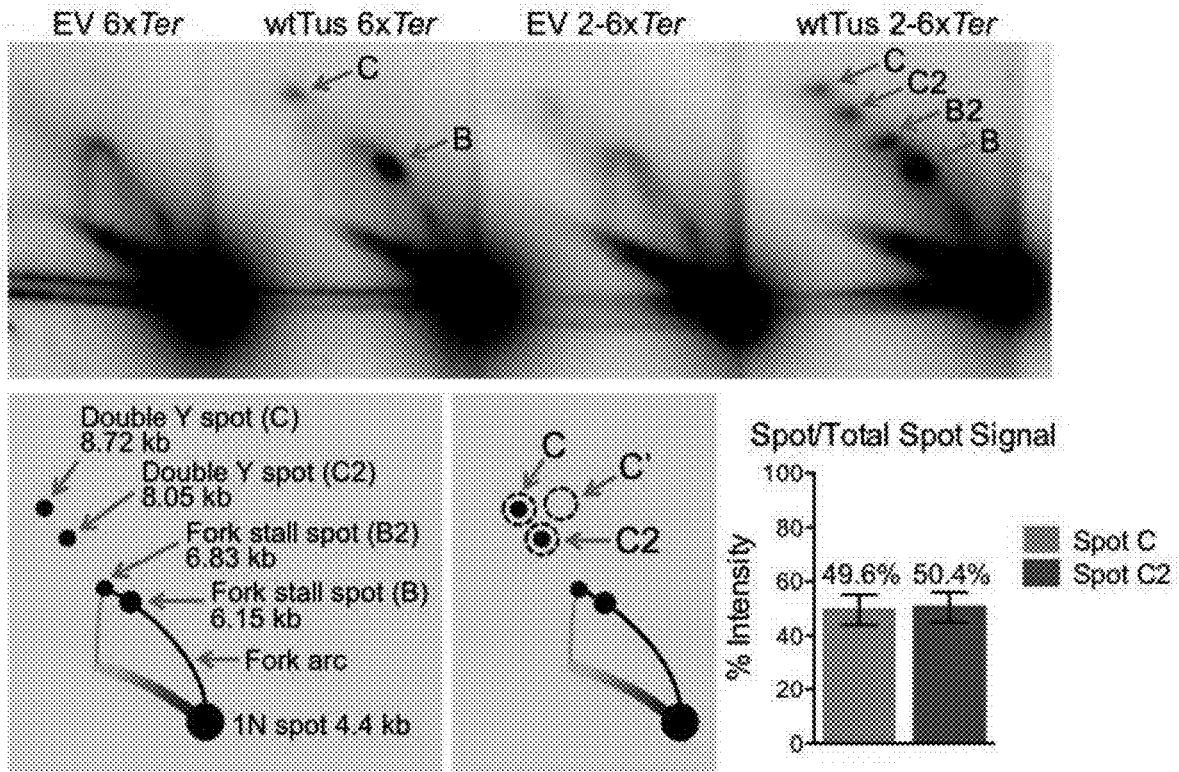 EV 6xTer
wtTus 6xTer
EV 2-6xTer
wtTus 2-6xTer
C
B
C
C2
B2
B
Double Y spot (C)
8.72 kb
Double Y spot (C2)
8.05 kb
Fork stall spot (B2)
6.83 kb
Fork stall spot (B)
6.15 kb
Fork arc
1N spot 4.4 kb
C
C'
C2
Spot/Total Spot Signal
% Intensity
100
80
60
40
20
0
49.6%
50.4%
Spot C
Spot C2